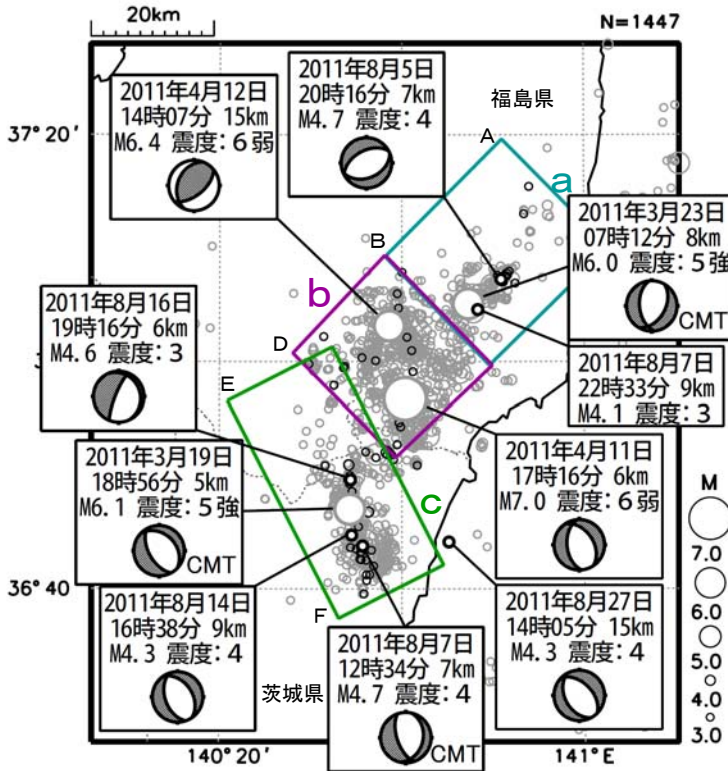 20km
N=1447
2011年4月12日
14時07分 15km
M6.4 震度:6弱
2011年8月5日
20時16分 7km
M4.7 震度:4
福島県
37°20'
A
a
2011年3月23日
07時12分 8km
M6.0 震度:5強
CMT
B
b
D
2011年8月16日
19時16分 6km
M4.6 震度:3
2011年8月7日
22時33分 9km
M4.1 震度:3
E
2011年3月19日
18時56分 5km
M6.1 震度:5強
CMT
2011年4月11日
17時16分 6km
M7.0 震度:6弱
c
M
7.0
6.0
5.0
4.0
3.0
36°40'
F
2011年8月14日
16時38分 9km
M4.3 震度:4
2011年8月7日
12時34分 7km
M4.7 震度:4
CMT
2011年8月27日
14時05分 15km
M4.3 震度:4
茨城県
140°20'
141°E